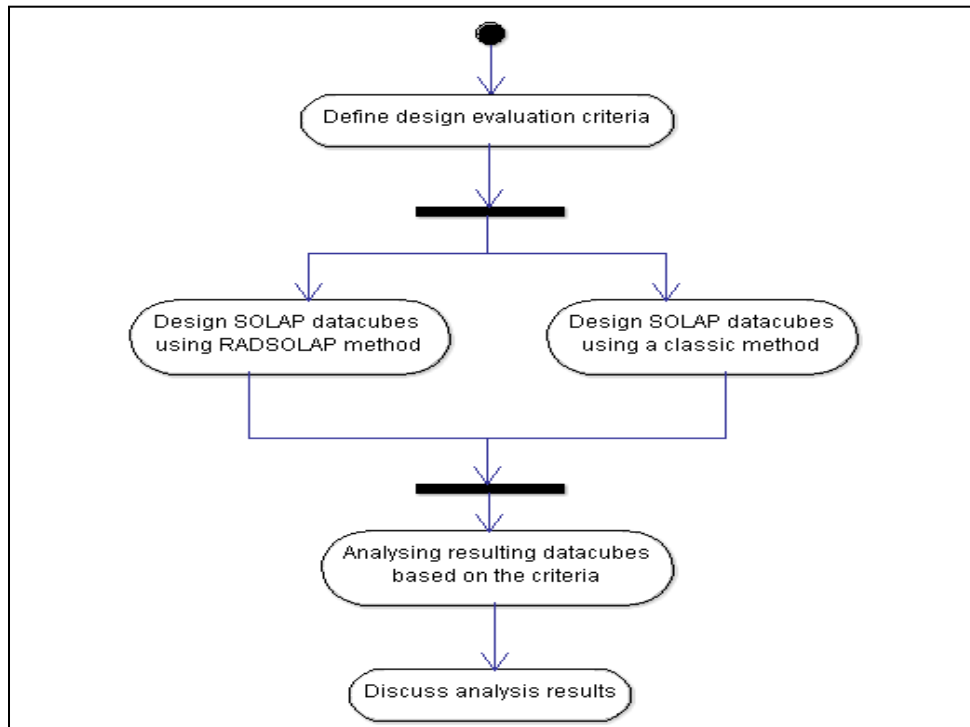 Define design evaluation criteria
Design SOLAP datacubes
using RADSOLAP method
Design SOLAP datacubes
using a classic method
Analysing resulting datacubes
based on the criteria
Discuss analysis results